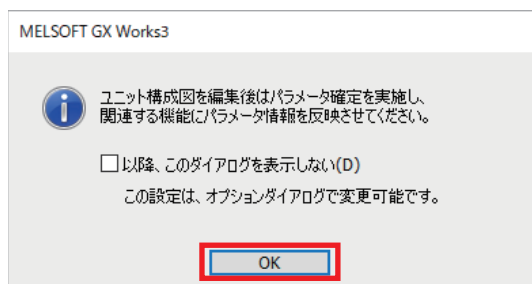 MELSOFT GX Works3
ユニット構成図を編集後はパラメータ確定を実施し、
関連する機能にパラメータ情報を反映させてください。
以降、このダイアログを表示しない(D)
この設定は、オプションダイアログで変更可能です。
OK